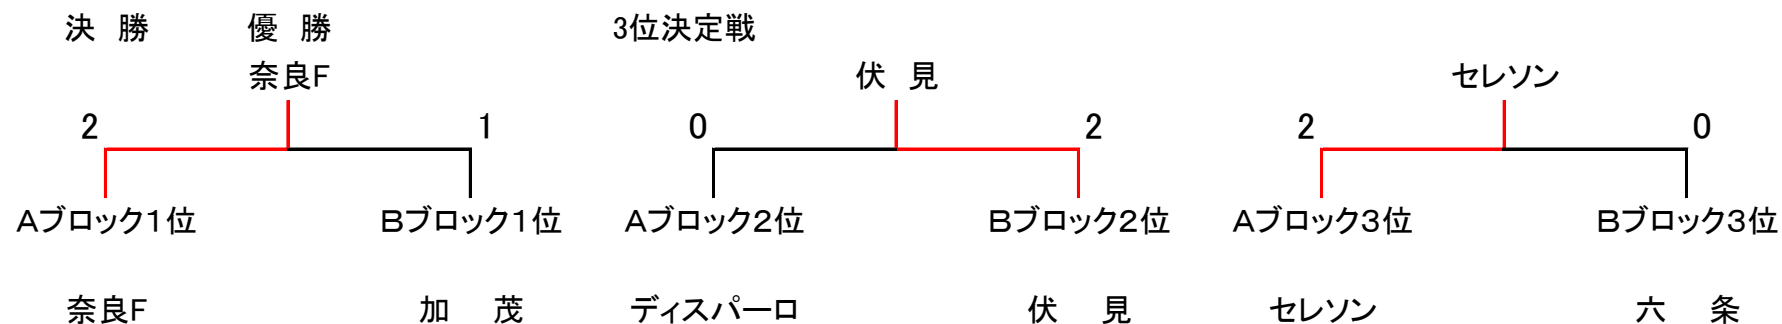 決　勝　優　勝　3位決定戦
奈良F　伏　見　セレソン
2　1　0　2　2　0
Aブロック１位　Bブロック１位　Aブロック２位　Bブロック２位　Aブロック３位　Bブロック３位
奈良F　加　茂　ディスパーロ　伏　見　セレソン　六　条